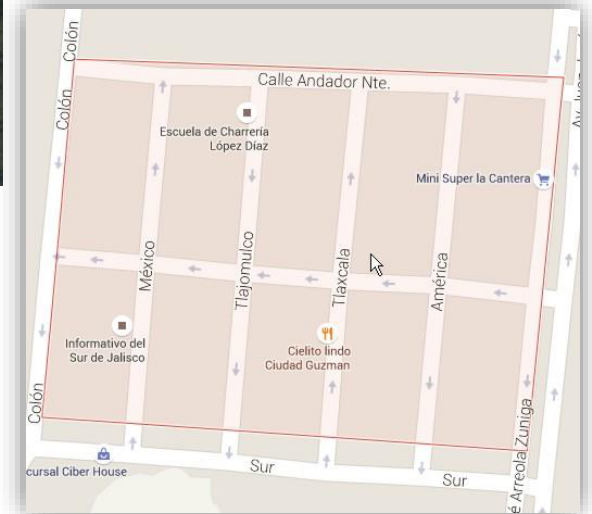 Colón
Calle Andador Nte.
Colón
Escuela de Charrería
López Díaz
Mini Super la Cantera
México
Tlajomulco
Tlaxcala
América
Informativo del
Sur de Jalisco
Cielito lindo
Ciudad Guzman
Colón
é Arreola Zuniga
cursal Ciber House
Sur
Sur